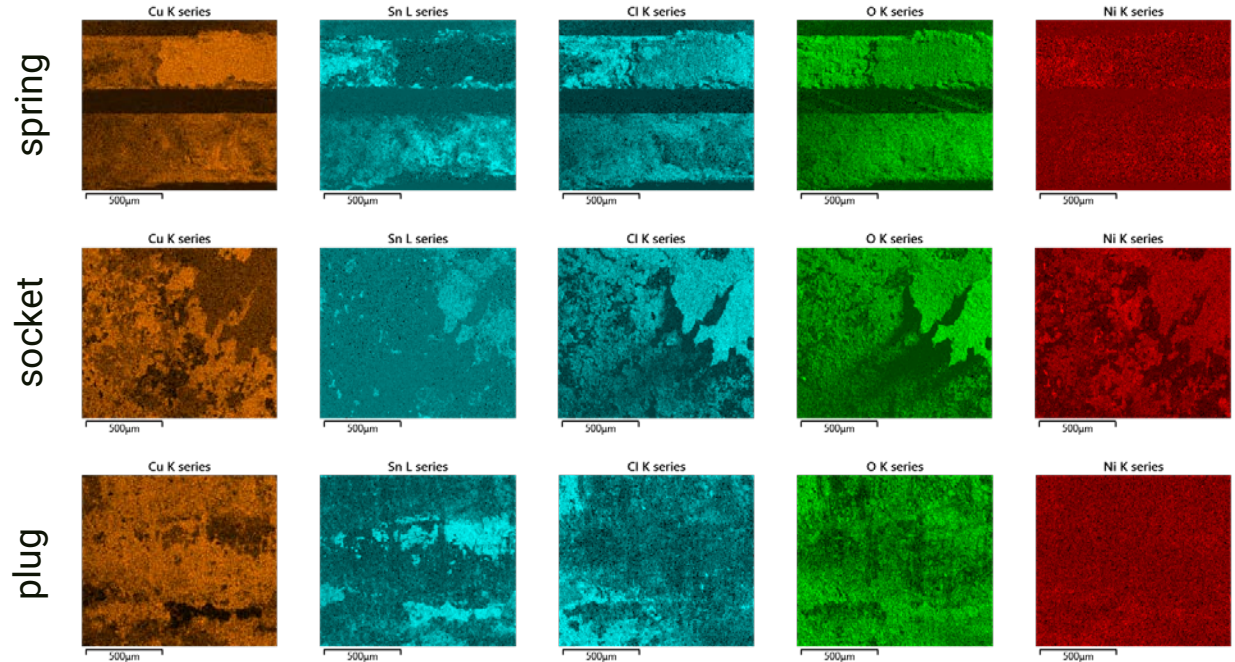 Cu K series Sn L series Cl K series O K series Ni K series
spring
500µm 500µm 500µm 500µm 500µm
Cu K series Sn L series Cl K series O K series Ni K series
socket
500µm 500µm 500µm 500µm 500µm
Cu K series Sn L series Cl K series O K series Ni K series
plug
500µm 500µm 500µm 500µm 500µm